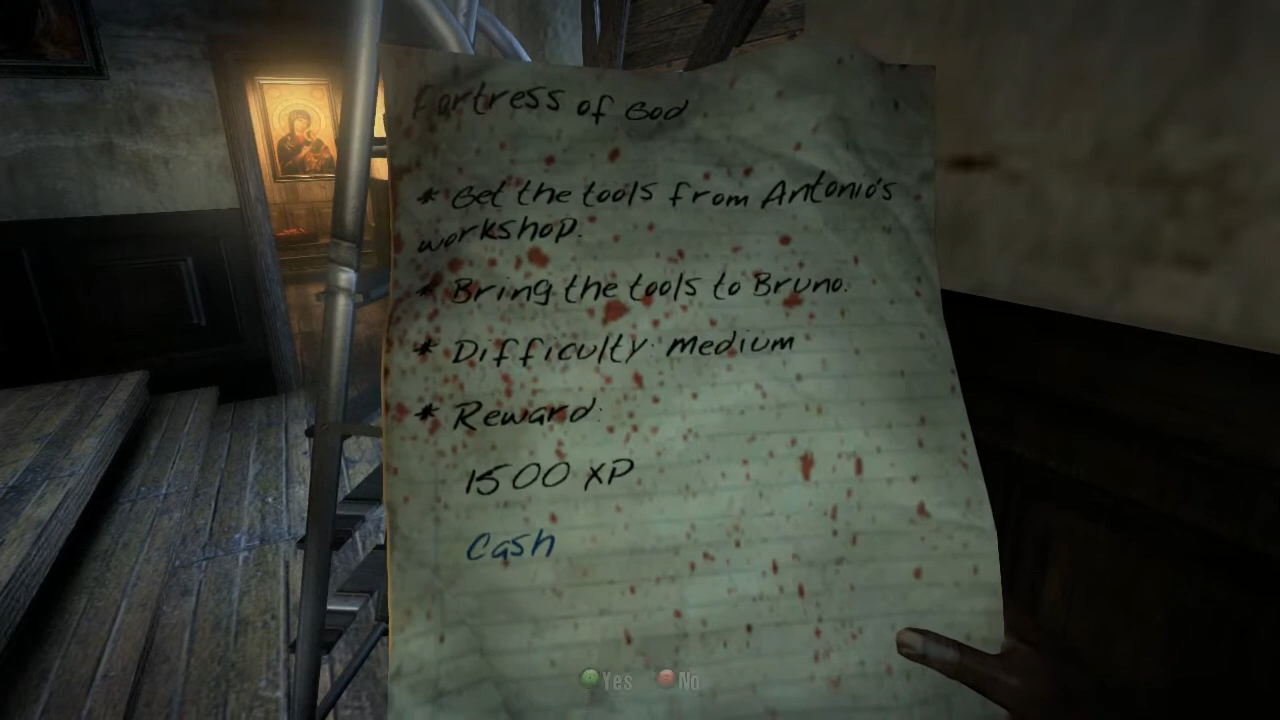 Fortress of God
* Get the tools from Antonio's
workshop.
* Bring the tools to Bruno.
* Difficulty: medium
* Reward:
1500 XP
Cash
Yes No